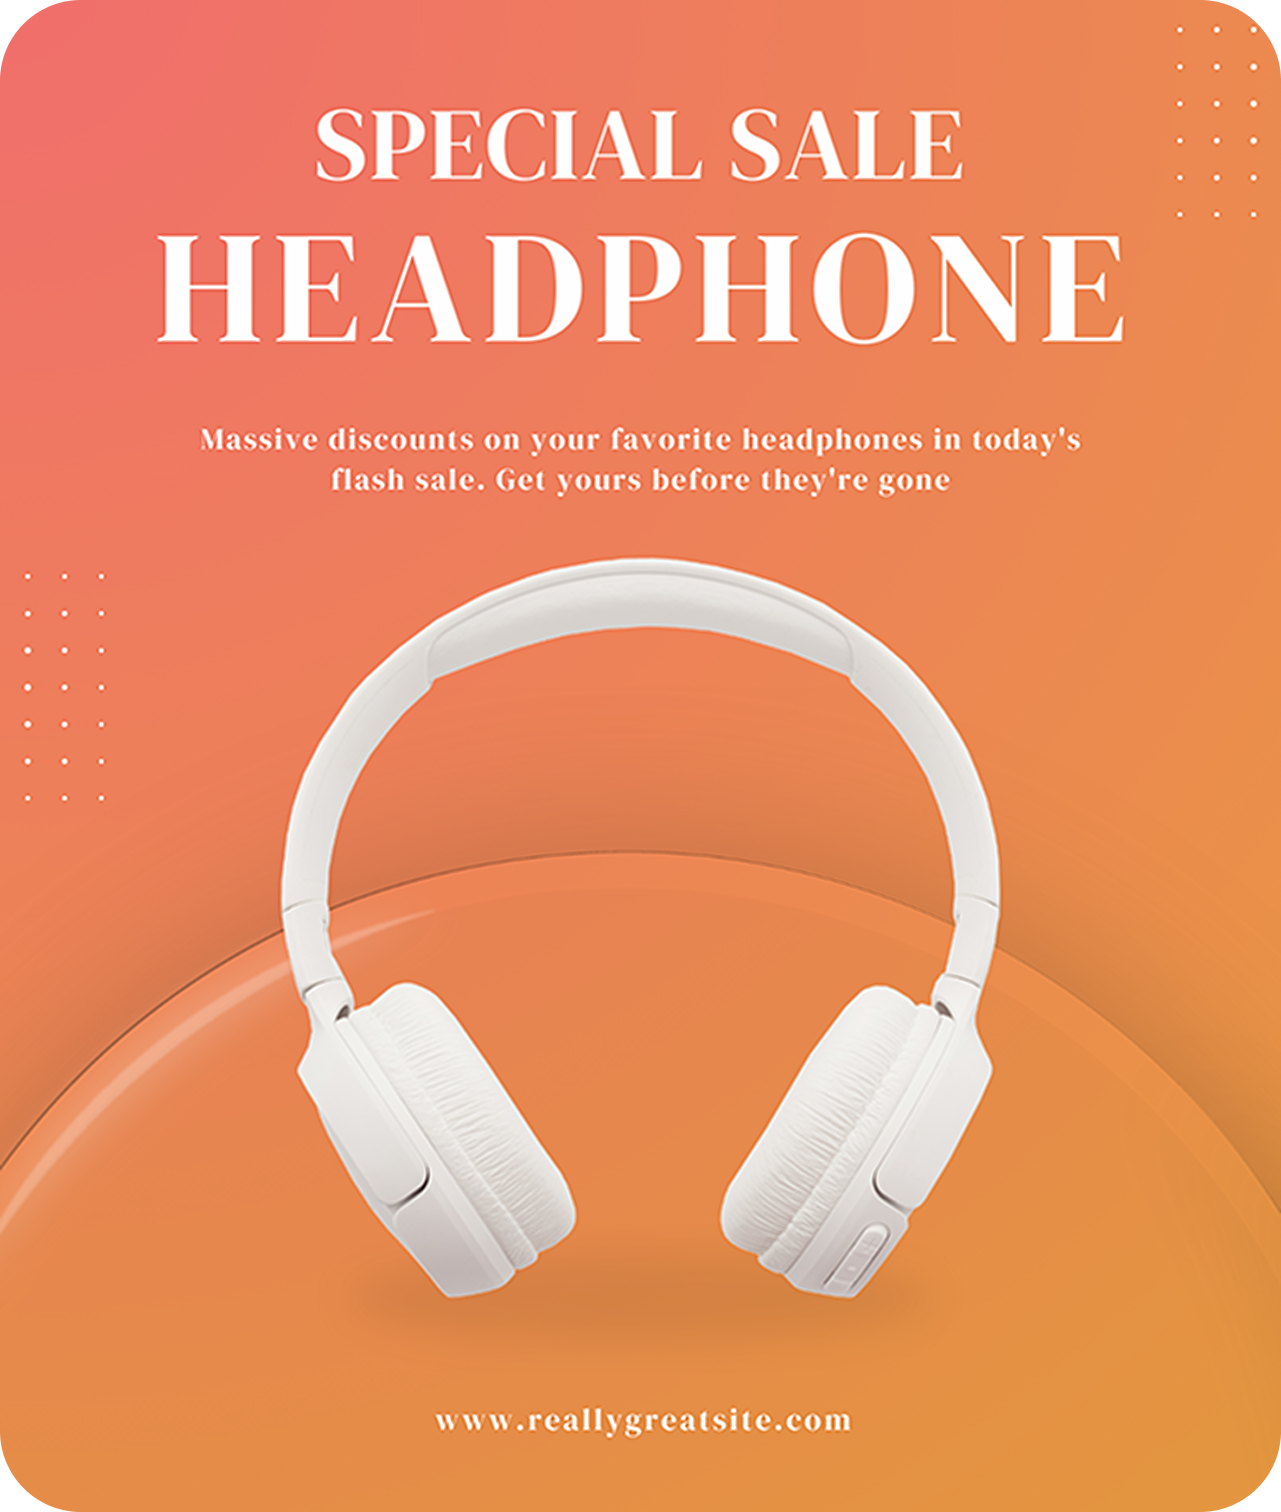 SPECIAL SALE
HEADPHONE
Massive discounts on your favorite headphones in today's
flash sale. Get yours before they're gone
www.reallygreatsite.com